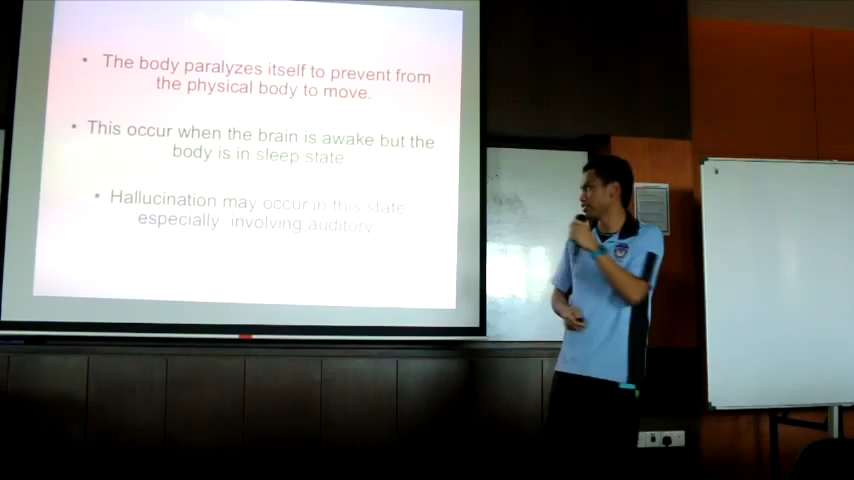 • The body paralyzes itself to prevent from
the physical body to move.
• This occur when the brain is awake but the
body is in sleep state
• Hallucination may occur in this state
especially involving auditory